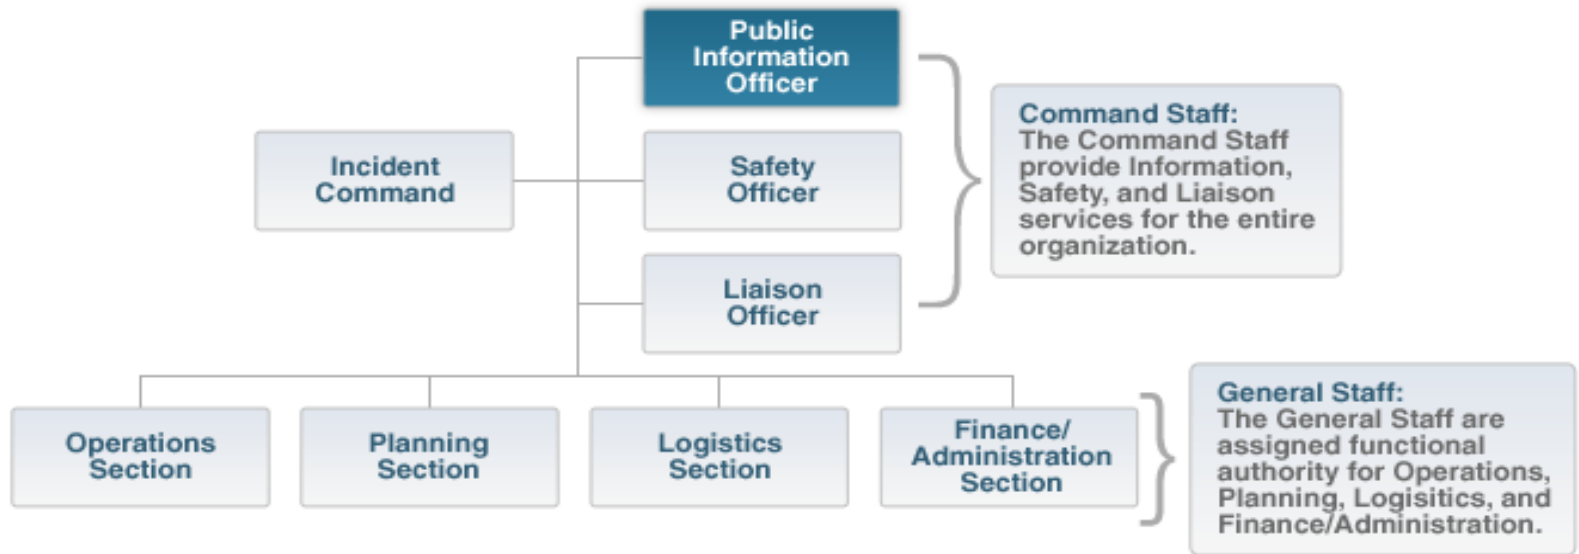 Public
Information
Officer
Command Staff:
The Command Staff
provide Information,
Safety, and Liaison
services for the entire
organization.
Incident
Command
Safety
Officer
Liaison
Officer
Operations
Section
Planning
Section
Logistics
Section
Finance/
Administration
Section
General Staff:
The General Staff are
assigned functional
authority for Operations,
Planning, Logisitics, and
Finance/Administration.